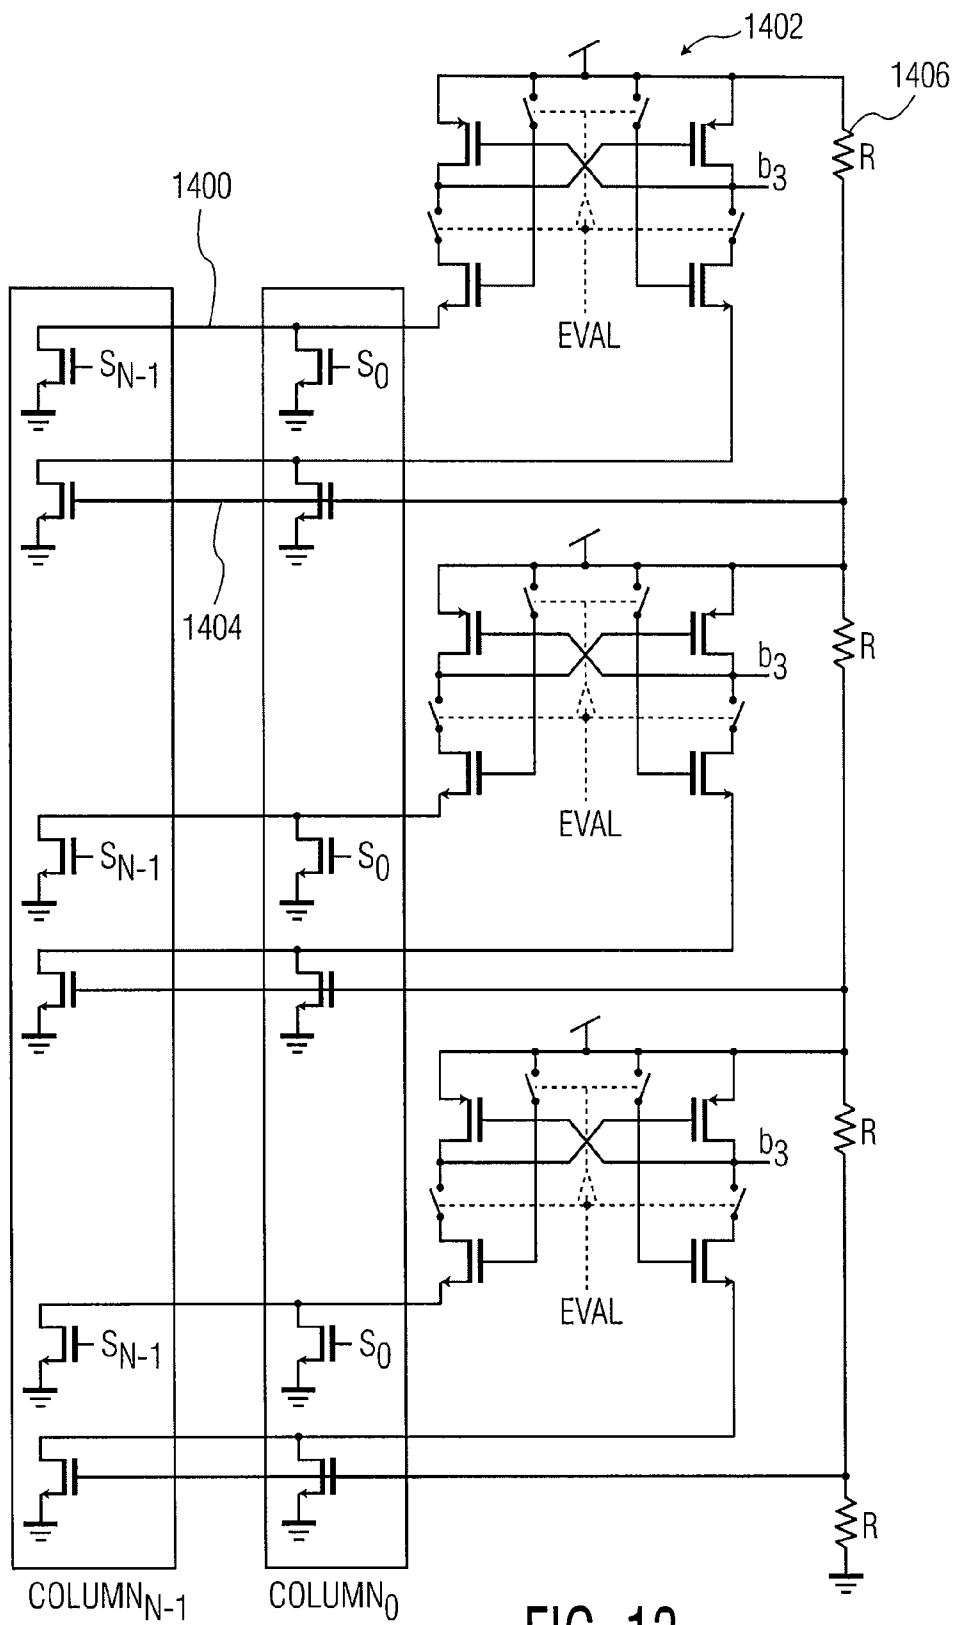 1402
1406
R
b3
1400
EVAL
SN-1
S0
1404
R
b3
EVAL
SN-1
S0
R
b3
EVAL
SN-1
S0
R
COLUMNN-1
COLUMN0